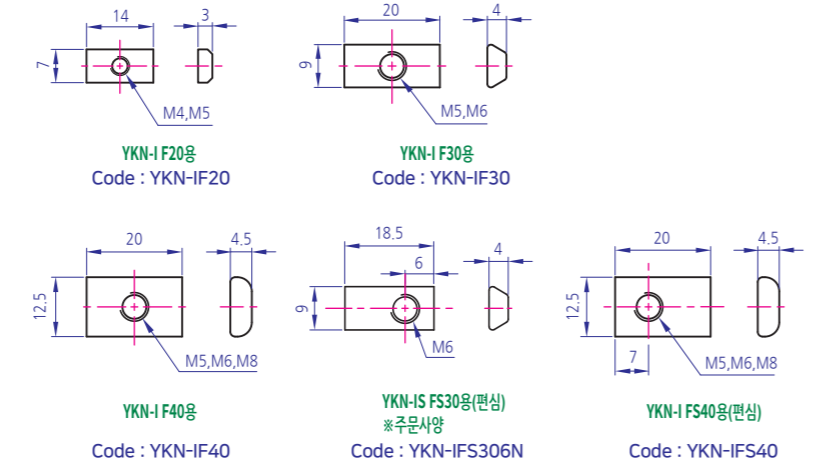 14
3
7
M4,M5
YKN-I F20용
Code : YKN-IF20
20
4
9
M5,M6
YKN-I F30용
Code : YKN-IF30
20
4.5
12.5
M5,M6,M8
YKN-I F40용
Code : YKN-IF40
18.5
6
4
9
M6
YKN-IS FS30용(편심)
※주문사양
Code : YKN-IFS306N
20
4.5
12.5
7
M5,M6,M8
YKN-I FS40용(편심)
Code : YKN-IFS40